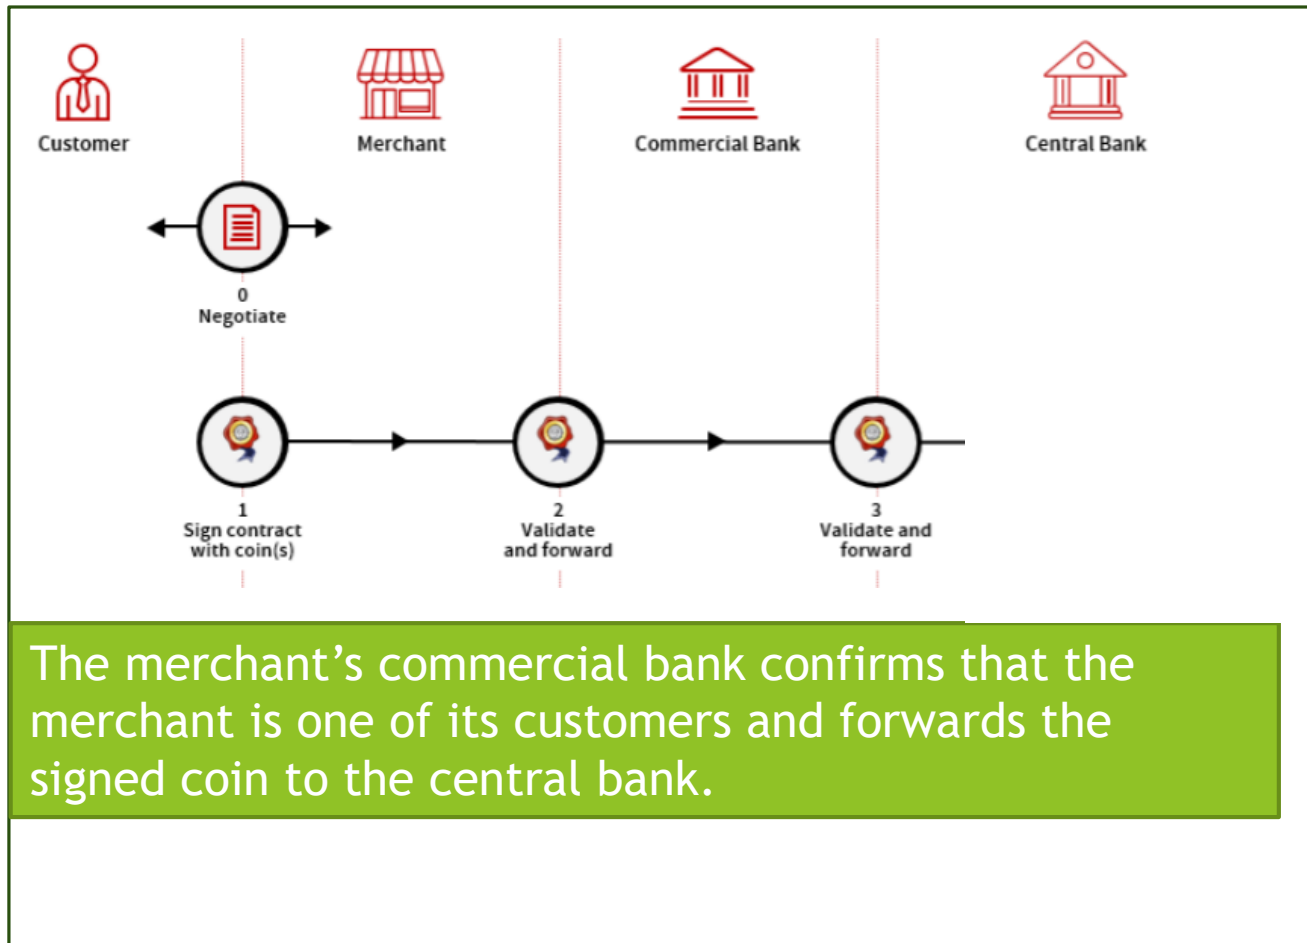 Customer
Merchant
Commercial Bank
Central Bank
0
Negotiate
1
Sign contract
with coin(s)
2
Validate
and forward
3
Validate and
forward
The merchant’s commercial bank confirms that the
merchant is one of its customers and forwards the
signed coin to the central bank.